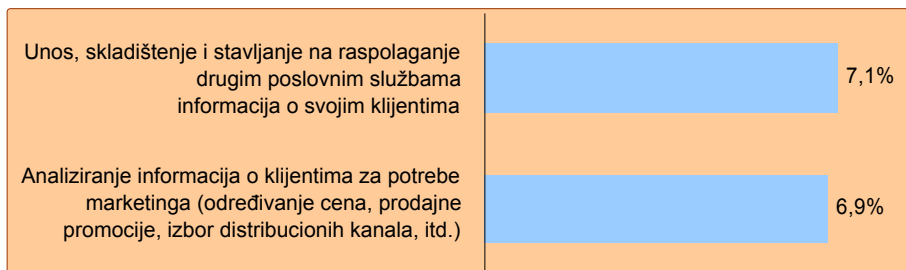 Unos, skladištenje i stavljanje na raspolaganje
drugim poslovnim službama
informacija o svojim klijentima
7,1%
Analiziranje informacija o klijentima za potrebe
marketinga (određivanje cena, prodajne
promocije, izbor distribucionih kanala, itd.)
6,9%